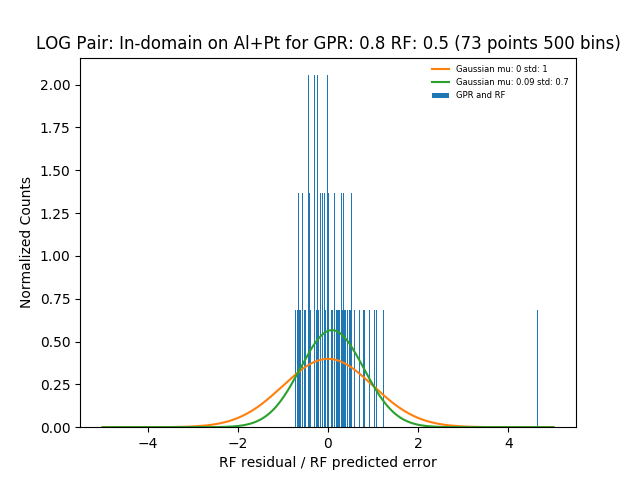 LOG Pair: In-domain on Al+Pt for GPR: 0.8 RF: 0.5 (73 points 500 bins)
Gaussian mu: 0 std: 1
Gaussian mu: 0.09 std: 0.7
GPR and RF
Normalized Counts
2.00
1.75
1.50
1.25
1.00
0.75
0.50
0.25
0.00
−4
−2
0
2
4
RF residual / RF predicted error